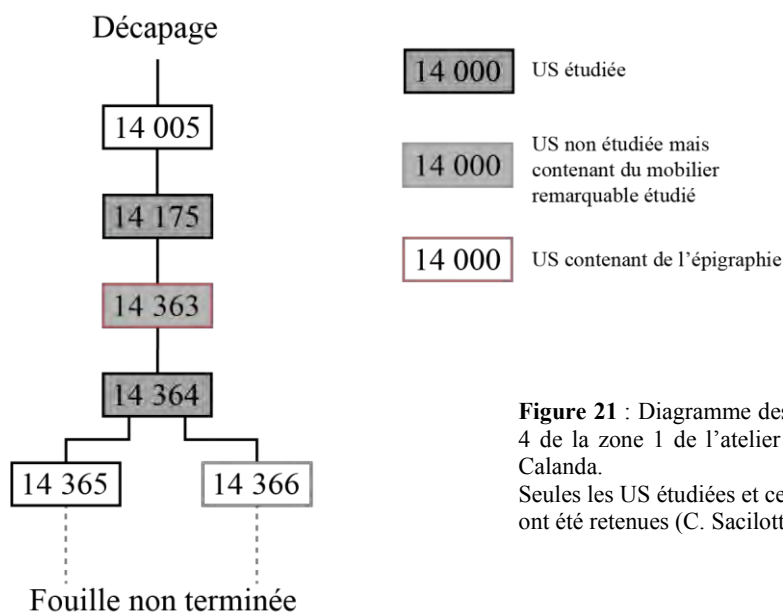 Décapage
14 005
14 175
14 363
14 364
14 365 14 366
Fouille non terminée
14 000 US étudiée
14 000 US non étudiée mais
contenant du mobilier
remarquable étudié
14 000 US contenant de l’épigraphie
Figure 21 : Diagramme des
4 de la zone 1 de l’atelier
Calanda.
Seules les US étudiées et
ont été retenues (C.